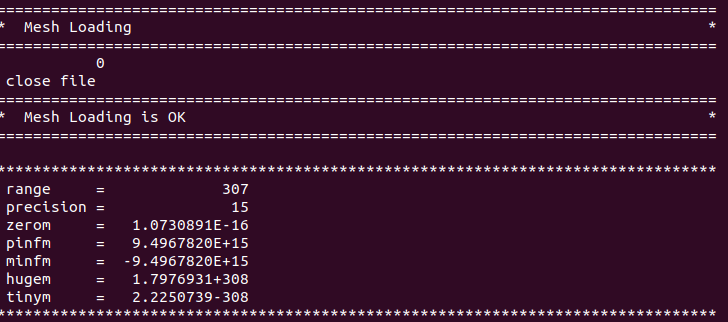 ================================================================================
*  Mesh Loading                                                                *
================================================================================
           0
 close file
================================================================================
*  Mesh Loading is OK                                                          *
================================================================================
********************************************************************************
 range     =             307
 precision =              15
 zerom     =   1.0730891E-16
 pinfm     =   9.4967820E+15
 minfm     =  -9.4967820E+15
 hugem     =   1.7976931+308
 tinym     =   2.2250739-308
********************************************************************************